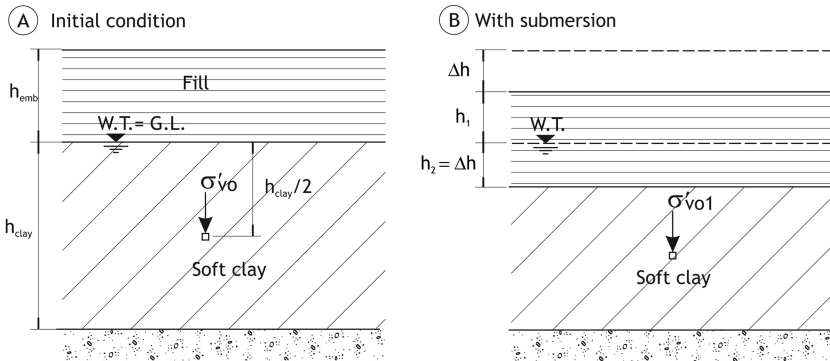 A Initial condition
Fill
h_emb
W.T.= G.L.
σ'vo
h_clay/2
h_clay
Soft clay
B With submersion
Δh
h₁
W.T.
h₂ = Δh
σ'vo1
Soft clay